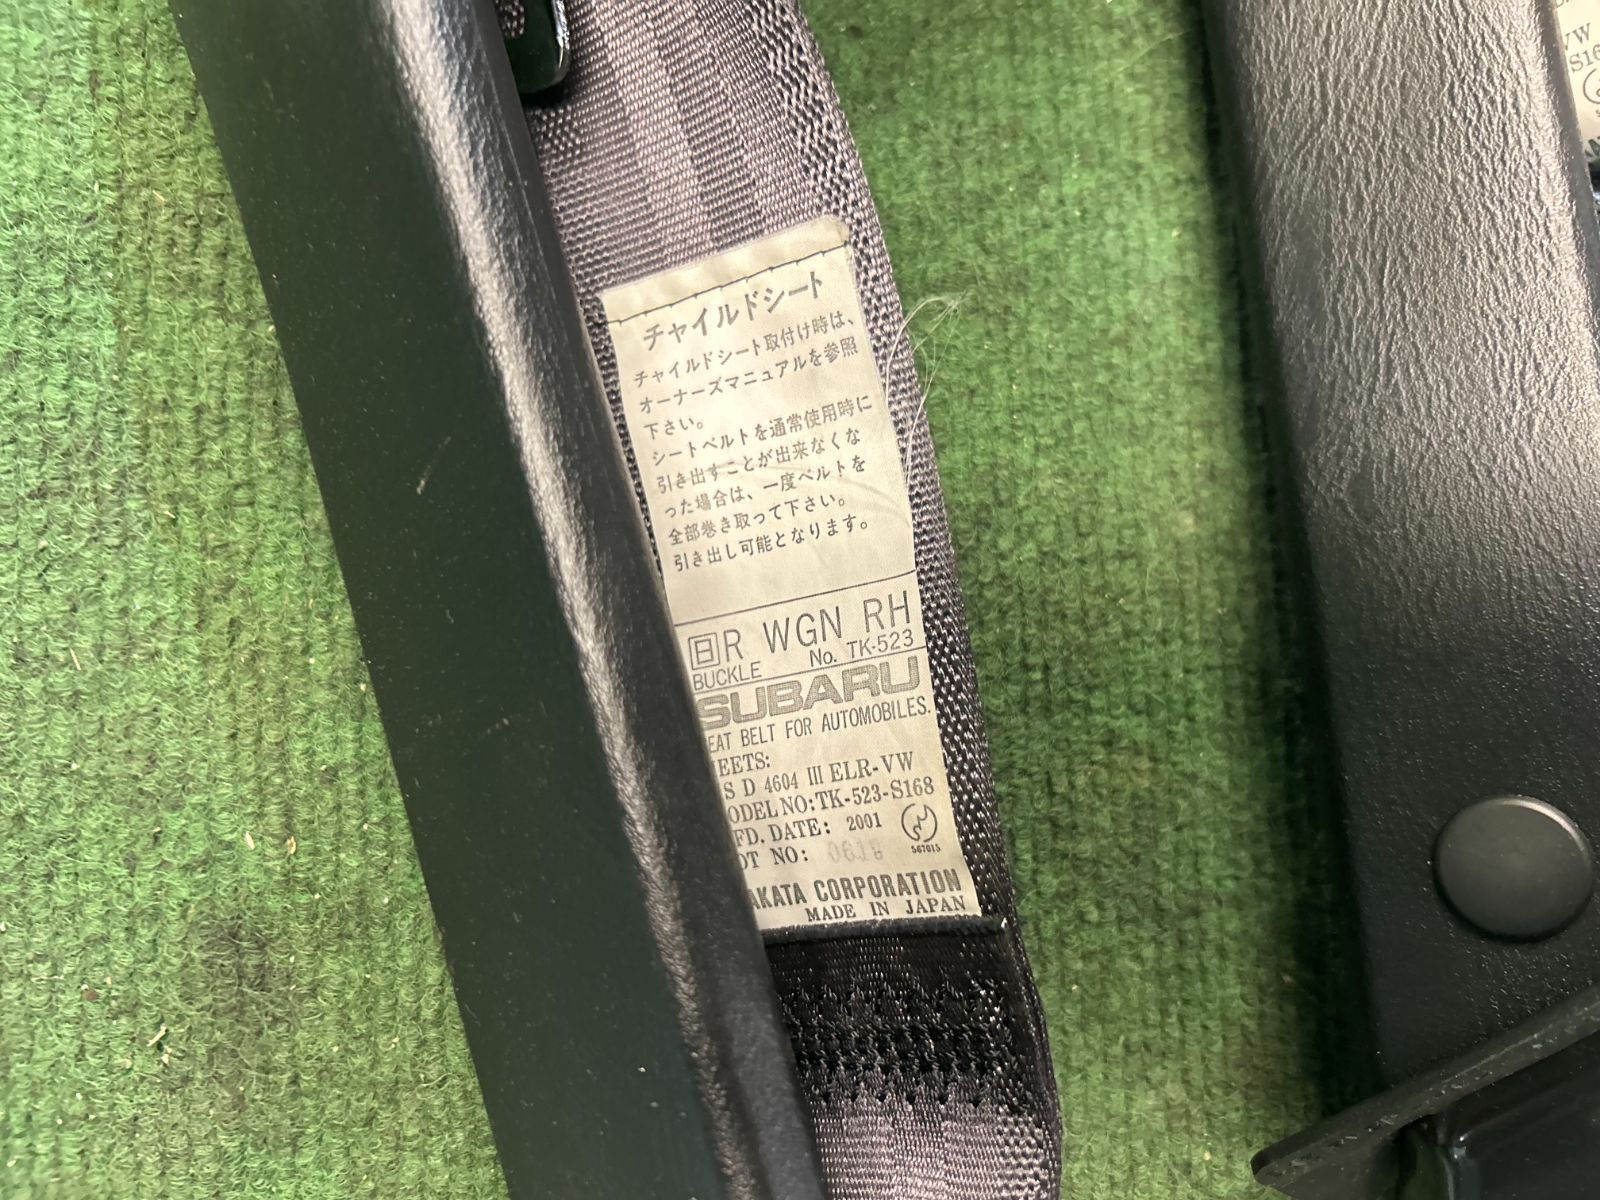 チャイルドシート
チャイルドシート取付け時は、
オーナーズマニュアルを参照
下さい。
シートベルトを通常使用時に
引き出すことが出来なくな
った場合は、一度ベルトを
全部巻き取って下さい。
引き出し可能となります。
日R WGN RH
BUCKLE No. TK-523
SUBARU
EAT BELT FOR AUTOMOBILES.
EETS:
S D 4604 III ELR-VW
ODEL NO: TK-523-S168
FD. DATE: 2001
567015
OT NO:
AKATA CORPORATION
MADE IN JAPAN
VW
S16